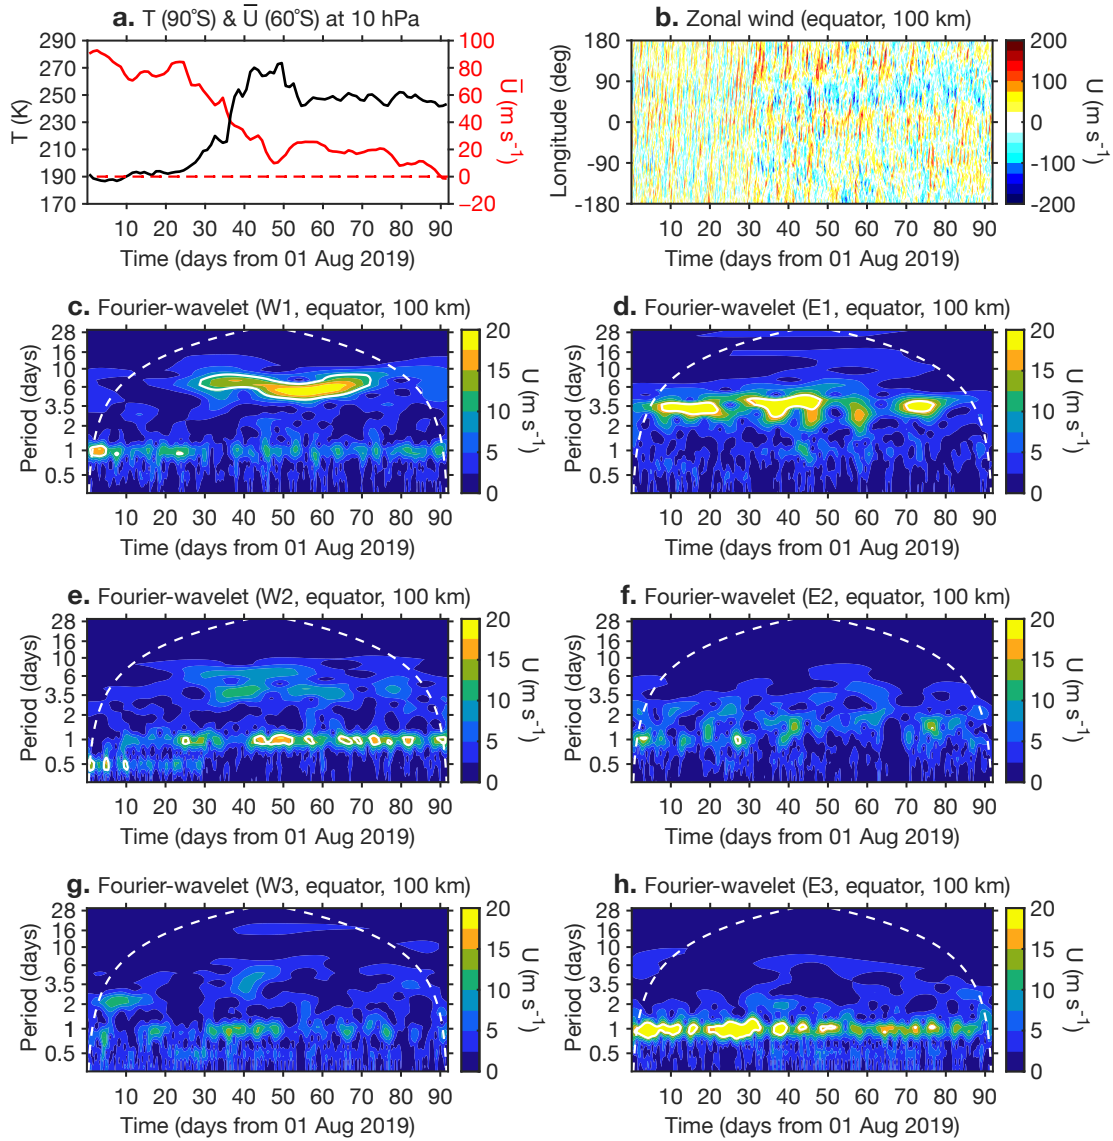 a. T (90°S) & U̅ (60°S) at 10 hPa
290
270
250
230
210
190
170
T (K)
100
80
60
40
20
0
−20
U̅ (m s⁻¹)
10 20 30 40 50 60 70 80 90
Time (days from 01 Aug 2019)
b. Zonal wind (equator, 100 km)
180
90
0
-90
-180
Longitude (deg)
200
100
0
-100
-200
U (m s⁻¹)
10 20 30 40 50 60 70 80 90
Time (days from 01 Aug 2019)
c. Fourier-wavelet (W1, equator, 100 km)
28
16
10
6
3.5
2
1
0.5
Period (days)
20
15
10
5
0
U (m s⁻¹)
10 20 30 40 50 60 70 80 90
Time (days from 01 Aug 2019)
d. Fourier-wavelet (E1, equator, 100 km)
28
16
10
6
3.5
2
1
0.5
Period (days)
20
15
10
5
0
U (m s⁻¹)
10 20 30 40 50 60 70 80 90
Time (days from 01 Aug 2019)
e. Fourier-wavelet (W2, equator, 100 km)
28
16
10
6
3.5
2
1
0.5
Period (days)
20
15
10
5
0
U (m s⁻¹)
10 20 30 40 50 60 70 80 90
Time (days from 01 Aug 2019)
f. Fourier-wavelet (E2, equator, 100 km)
28
16
10
6
3.5
2
1
0.5
Period (days)
20
15
10
5
0
U (m s⁻¹)
10 20 30 40 50 60 70 80 90
Time (days from 01 Aug 2019)
g. Fourier-wavelet (W3, equator, 100 km)
28
16
10
6
3.5
2
1
0.5
Period (days)
20
15
10
5
0
U (m s⁻¹)
10 20 30 40 50 60 70 80 90
Time (days from 01 Aug 2019)
h. Fourier-wavelet (E3, equator, 100 km)
28
16
10
6
3.5
2
1
0.5
Period (days)
20
15
10
5
0
U (m s⁻¹)
10 20 30 40 50 60 70 80 90
Time (days from 01 Aug 2019)